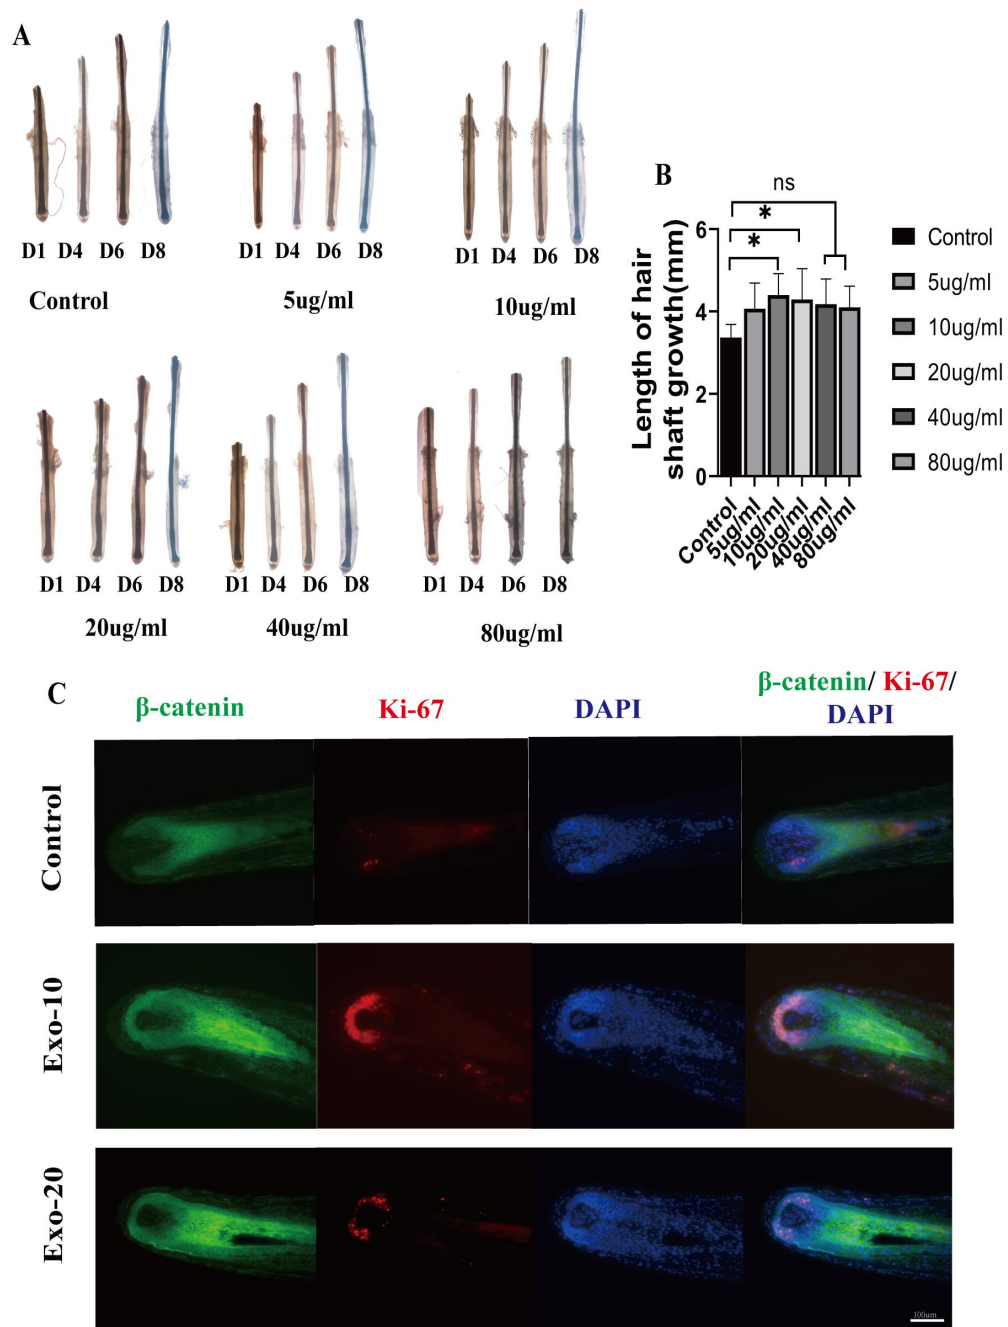 A
D1 D4 D6 D8
Control
D1 D4 D6 D8
5ug/ml
D1 D4 D6 D8
10ug/ml
D1 D4 D6 D8
20ug/ml
D1 D4 D6 D8
40ug/ml
D1 D4 D6 D8
80ug/ml
B
Length of hair
shaft growth(mm)
6
4
2
0
ns
*
*
Control
5ug/ml
10ug/ml
20ug/ml
40ug/ml
80ug/ml
Control
5ug/ml
10ug/ml
20ug/ml
40ug/ml
80ug/ml
C
β-catenin
Ki-67
DAPI
β-catenin/ Ki-67/
DAPI
Control
Exo-10
Exo-20
100um